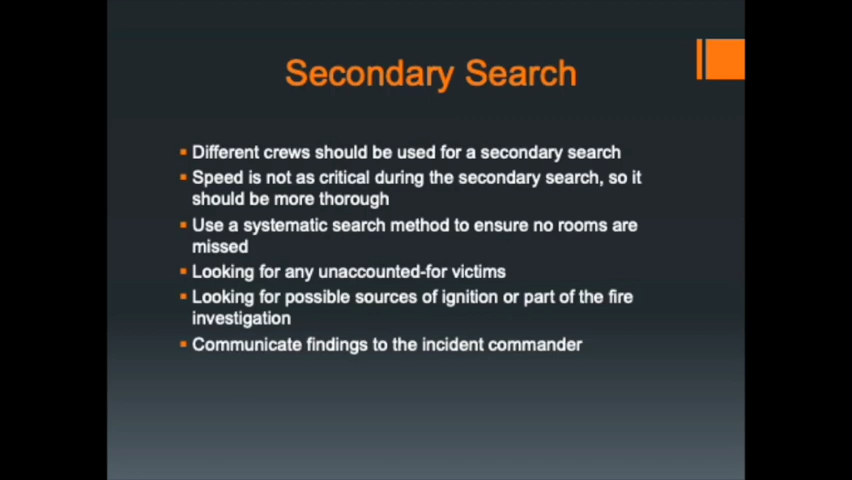 Secondary Search
Different crews should be used for a secondary search
Speed is not as critical during the secondary search, so it
should be more thorough
Use a systematic search method to ensure no rooms are
missed
Looking for any unaccounted-for victims
Looking for possible sources of ignition or part of the fire
investigation
Communicate findings to the incident commander